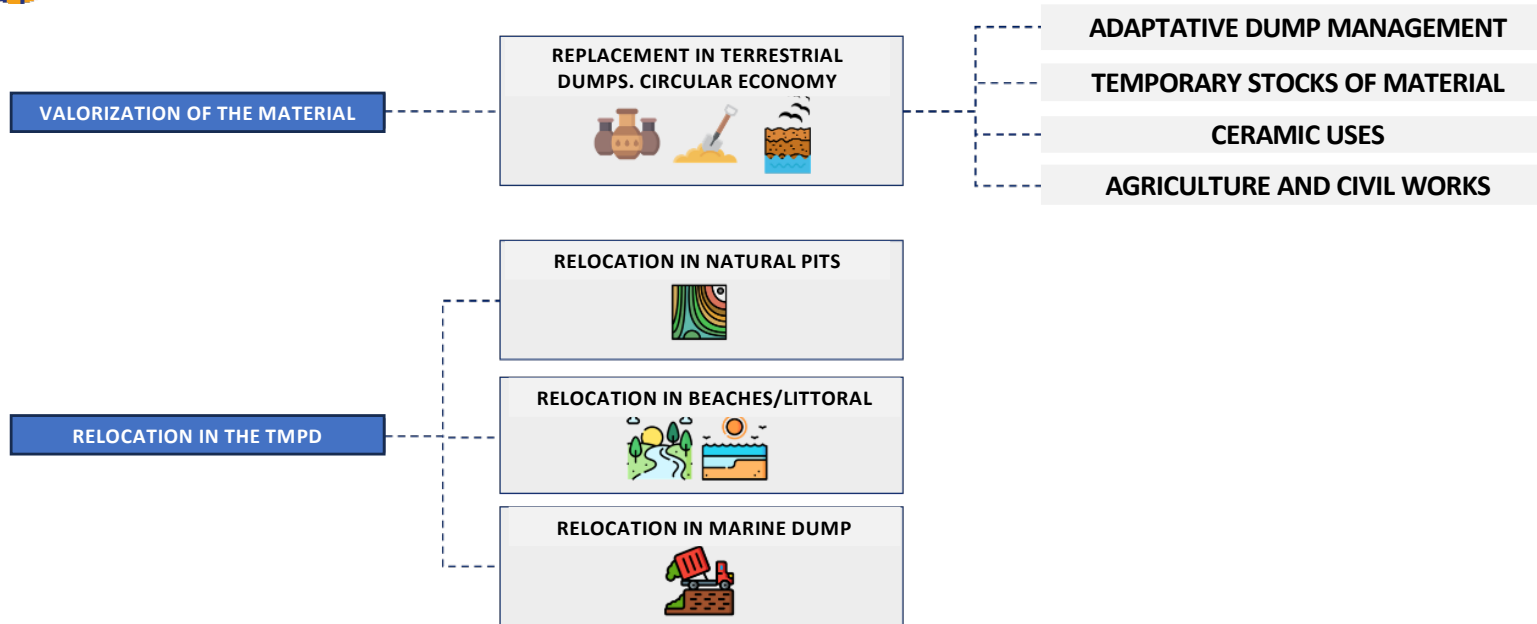 VALORIZATION OF THE MATERIAL
REPLACEMENT IN TERRESTRIAL
DUMPS. CIRCULAR ECONOMY
ADAPTATIVE DUMP MANAGEMENT
TEMPORARY STOCKS OF MATERIAL
CERAMIC USES
AGRICULTURE AND CIVIL WORKS
RELOCATION IN THE TMPD
RELOCATION IN NATURAL PITS
RELOCATION IN BEACHES/LITTORAL
RELOCATION IN MARINE DUMP